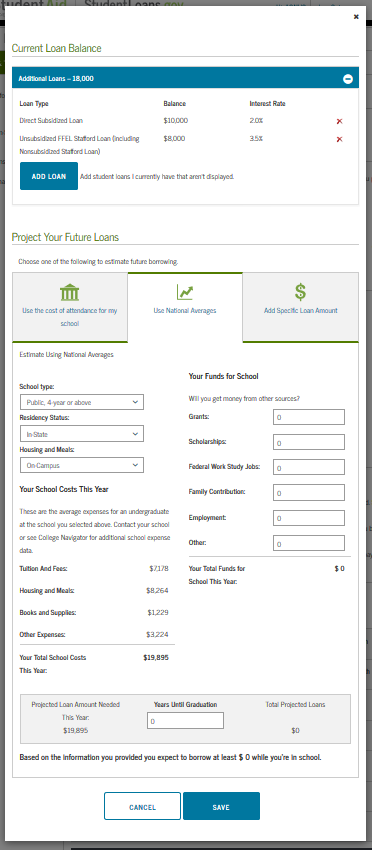 StudentLoans.gov
×
Current Loan Balance
Additional Loans – 18,000
Loan Type Balance Interest Rate
Direct Subsidized Loan $10,000 2.0%
Unsubsidized FFEL Stafford Loan (including $8,000 3.5%
Nonsubsidized Stafford Loan)
ADD LOAN Add student loans I currently have that aren't displayed.
Project Your Future Loans
Choose one of the following to estimate future borrowing.
Use the cost of attendance for my
school
Use National Averages
$
Add Specific Loan Amount
Estimate Using National Averages
School type:
Public, 4-year or above
Residency Status:
In-State
Housing and Meals:
On-Campus
Your School Costs This Year
These are the average expenses for an undergraduate
at the school you selected above. Contact your school
or see College Navigator for additional school expense
data.
Tuition And Fees: $7,178
Housing and Meals: $8,264
Books and Supplies: $1,229
Other Expenses: $3,224
Your Total School Costs $19,895
This Year:
Your Funds for School
Will you get money from other sources?
Grants: 0
Scholarships: 0
Federal Work Study Jobs: 0
Family Contribution: 0
Employment: 0
Other: 0
Your Total Funds for $ 0
School This Year:
Projected Loan Amount Needed
This Year:
$19,895
Years Until Graduation
0
Total Projected Loans
$0
Based on the information you provided you expect to borrow at least $ 0 while you're in school.
CANCEL SAVE